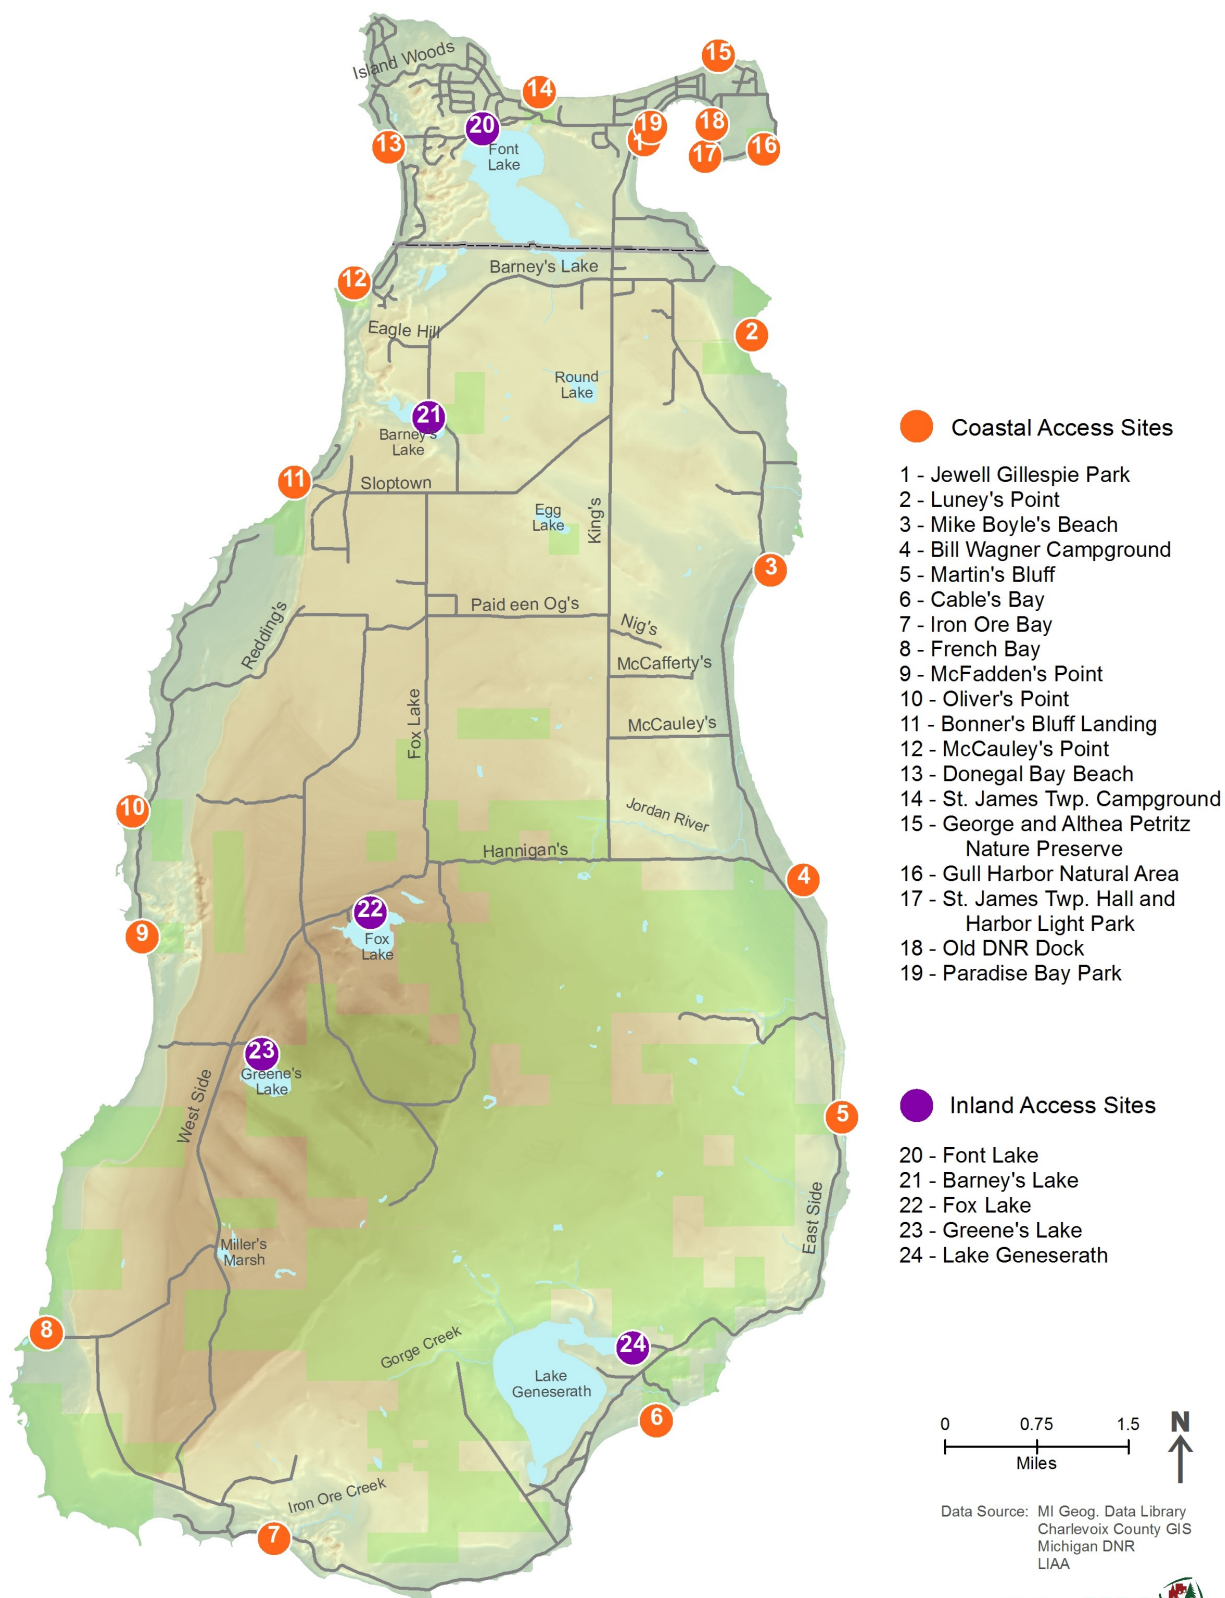 Island Woods
15
14
20
19
1
18
13
17
16
Font
Lake
Barney's Lake
12
Eagle Hill
2
Round
Lake
21
Barney's
Lake
11
Sloptown
Egg
Lake
King's
3
Redding's
Paid een Og's
Nig's
McCafferty's
Fox Lake
McCauley's
10
Jordan River
Hannigan's
4
22
9
Fox
Lake
23
Greene's
Lake
West Side
5
East Side
Miller's
Marsh
8
Gorge Creek
24
Lake
Geneserath
6
Iron Ore Creek
7
Coastal Access Sites
1 - Jewell Gillespie Park
2 - Luney's Point
3 - Mike Boyle's Beach
4 - Bill Wagner Campground
5 - Martin's Bluff
6 - Cable's Bay
7 - Iron Ore Bay
8 - French Bay
9 - McFadden's Point
10 - Oliver's Point
11 - Bonner's Bluff Landing
12 - McCauley's Point
13 - Donegal Bay Beach
14 - St. James Twp. Campground
15 - George and Althea Petritz
Nature Preserve
16 - Gull Harbor Natural Area
17 - St. James Twp. Hall and
Harbor Light Park
18 - Old DNR Dock
19 - Paradise Bay Park
Inland Access Sites
20 - Font Lake
21 - Barney's Lake
22 - Fox Lake
23 - Greene's Lake
24 - Lake Geneserath
0 0.75 1.5
Miles
N
Data Source: MI Geog. Data Library
Charlevoix County GIS
Michigan DNR
LIAA